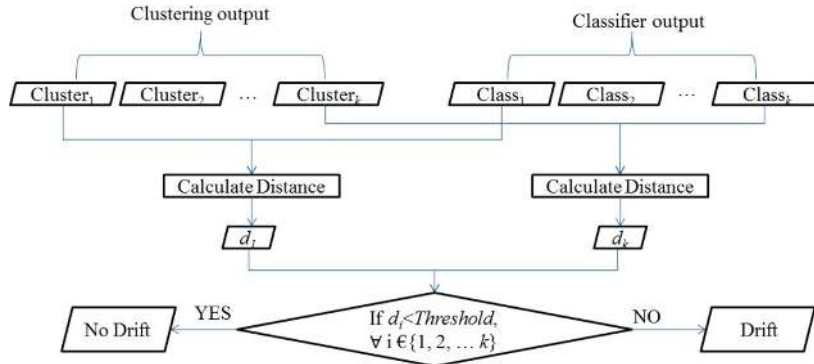 Clustering output
Classifier output
Cluster₁ Cluster₂ … Clusterₖ Class₁ Class₂ … Classₖ
Calculate Distance
Calculate Distance
d₁
dₖ
If dᵢ<Threshold,
∀ i ∈{1, 2, … k}
YES
NO
No Drift
Drift